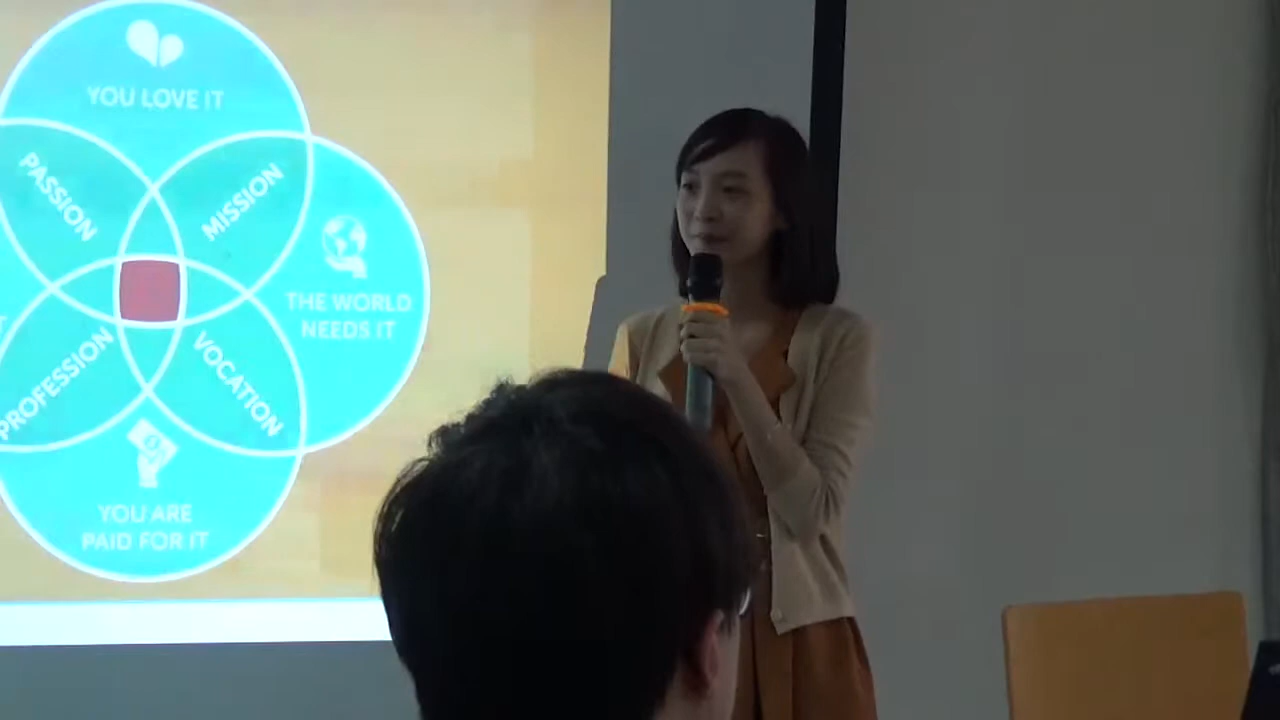 YOU LOVE IT
PASSION
MISSION
THE WORLD
NEEDS IT
PROFESSION
VOCATION
YOU ARE
PAID FOR IT